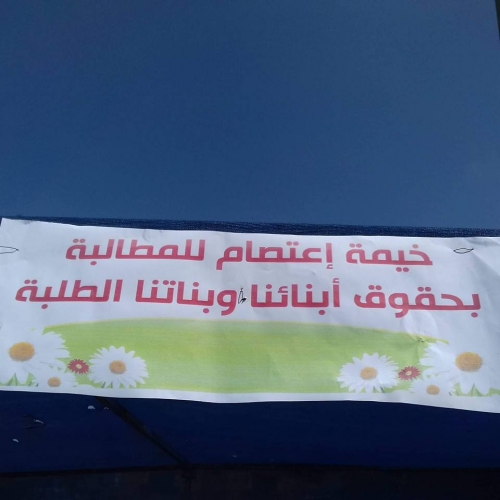 خيمة إعتصام للمطالبة
بحقوق أبنائنا وبناتنا الطلبة